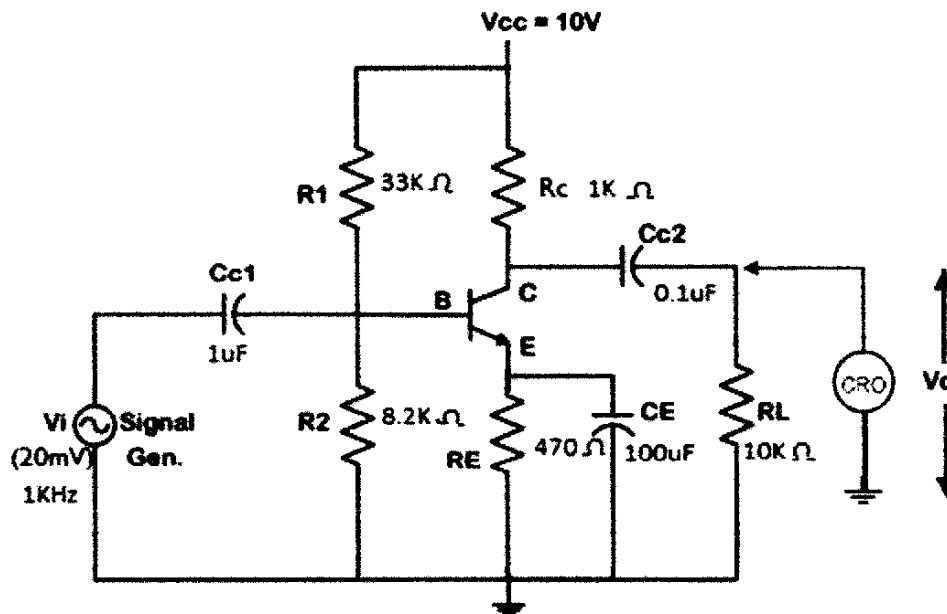 Vcc = 10V
R1
33K Ω
Rc 1K Ω
Cc1
1uF
Cc2
0.1uF
B
C
E
Vi
(20mV)
1KHz
Signal
Gen.
R2
8.2K Ω
RE
470 Ω
CE
100uF
RL
10K Ω
CRO